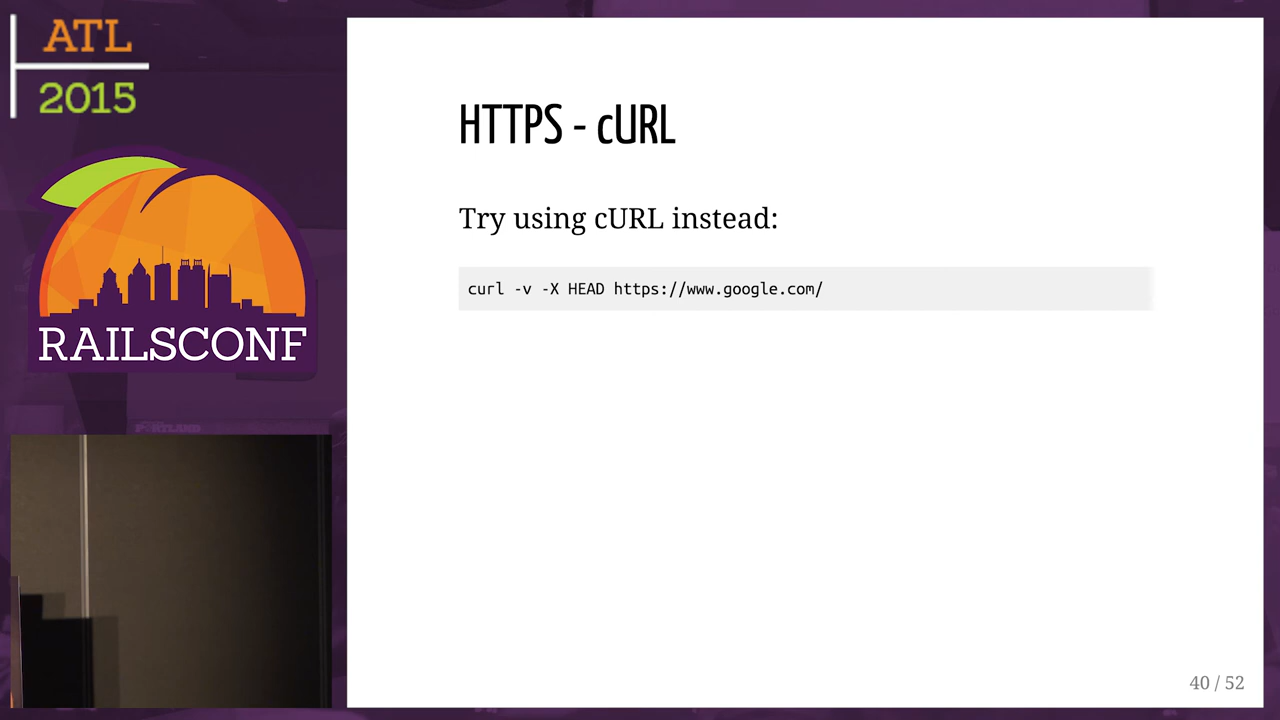 ATL
2015
RAILSCONF
HTTPS - cURL
Try using cURL instead:
curl -v -X HEAD https://www.google.com/
40 / 52